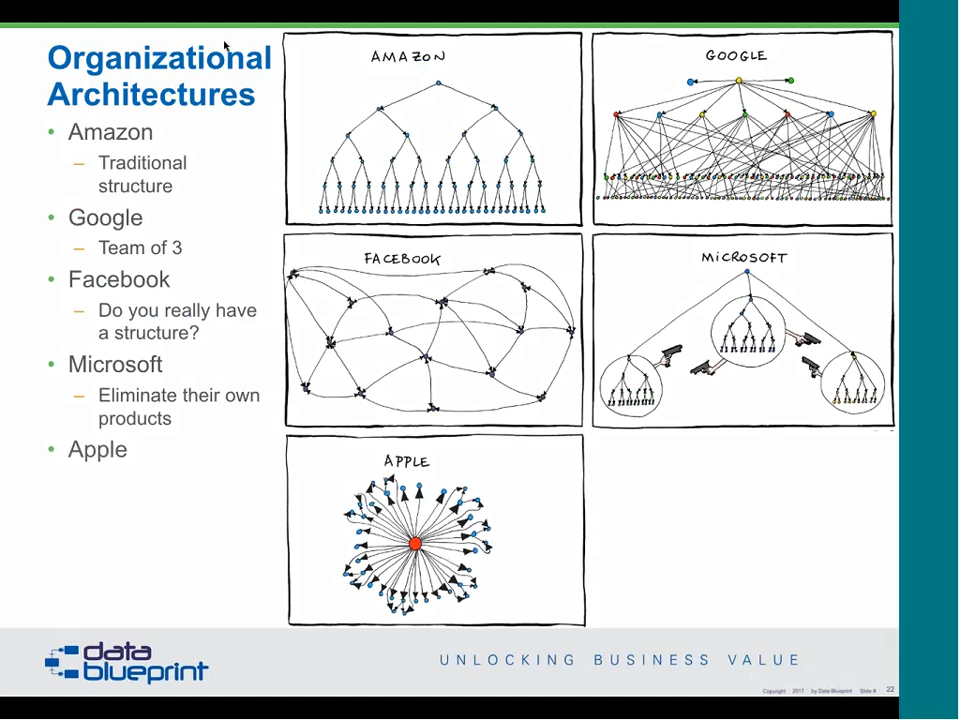 Organizational
Architectures
• Amazon
– Traditional
structure
• Google
– Team of 3
• Facebook
– Do you really have
a structure?
• Microsoft
– Eliminate their own
products
• Apple
AMAZON
GOOGLE
FACEBOOK
MICROSOFT
APPLE
data
blueprint
UNLOCKING BUSINESS VALUE
Copyright 2017 by Data Blueprint Slide # 22